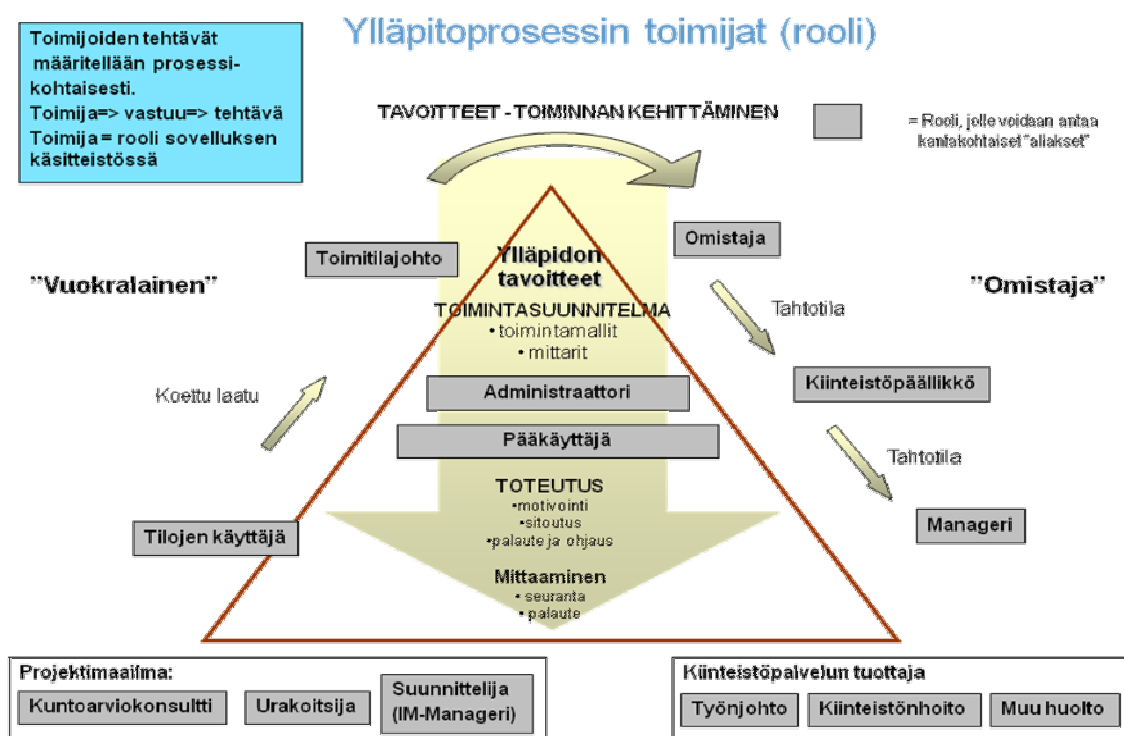 Ylläpitoprosessin toimijat (rooli)
Toimijoiden tehtävät
määritellään prosessi-
kohtaisesti.
Toimija=> vastuu=> tehtävä
Toimija = rooli sovelluksen
käsitteistössä
TAVOITTEET - TOIMINNAN KEHITTÄMINEN
= Rooli, jolle voidaan antaa
kantakohtaiset "aliakset"
Toimitilajohto
Omistaja
Ylläpidon
tavoitteet
"Vuokralainen"
"Omistaja"
TOIMINTASUUNNITELMA
• toimintamallit
• mittarit
Tahtotila
Koettu laatu
Administraattori
Kiinteistöpäällikkö
Pääkäyttäjä
Tahtotila
TOTEUTUS
•motivointi
•sitoutus
•palaute ja ohjaus
Tilojen käyttäjä
Manageri
Mittaaminen
• seuranta
• palaute
Projektimaailma:
Kuntoarviokonsultti
Urakoitsija
Suunnittelija
(IM-Manageri)
Kiinteistöpalvelun tuottaja
Työnjohto
Kiinteistönhoito
Muu huolto